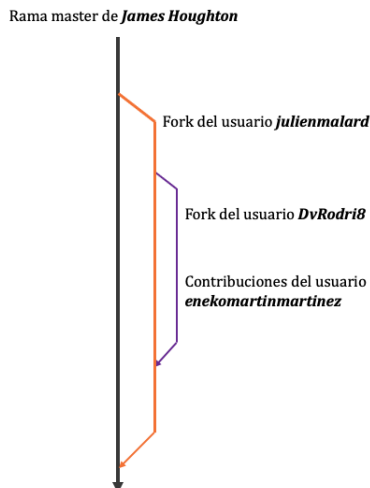 Rama master de James Houghton
Fork del usuario julienmalard
Fork del usuario DvRodri8
Contribuciones del usuario
enekomartinmartinez